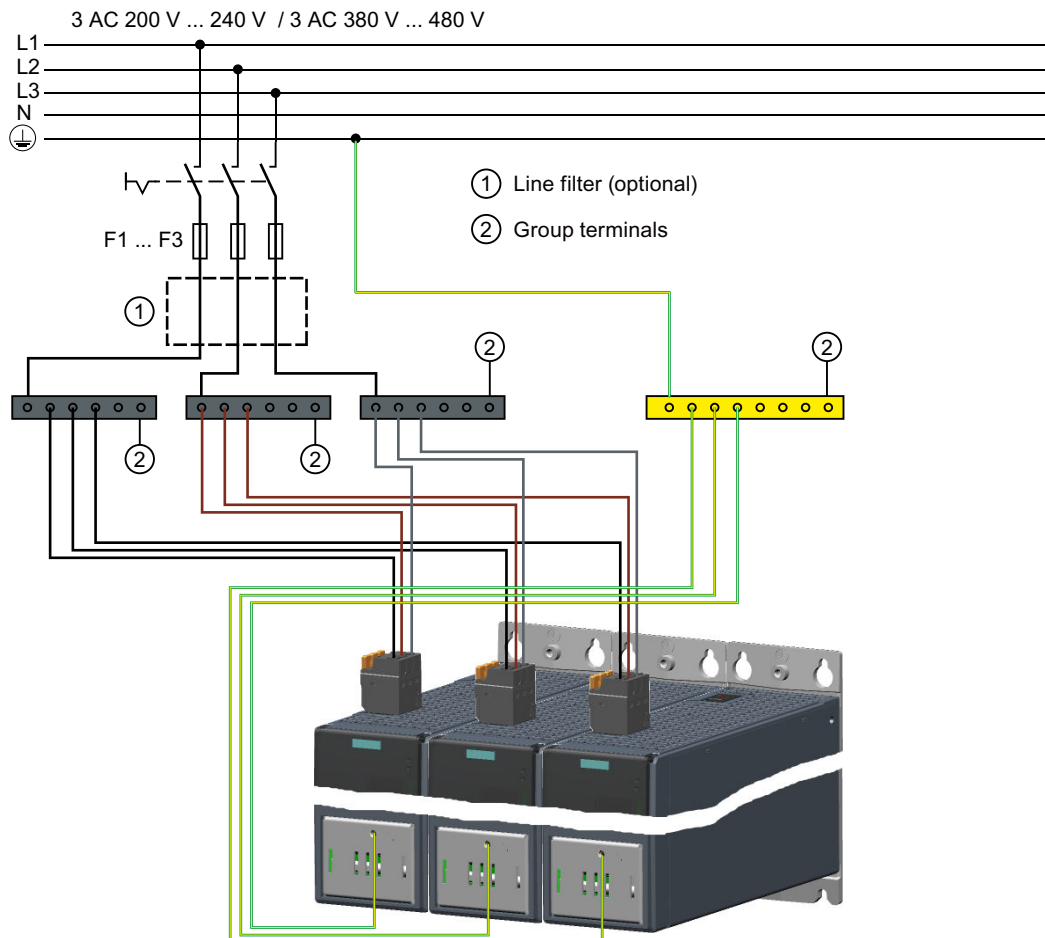 3 AC 200 V ... 240 V / 3 AC 380 V ... 480 V
L1
L2
L3
N
1 Line filter (optional)
2 Group terminals
F1 ... F3
1
2
2
2
2